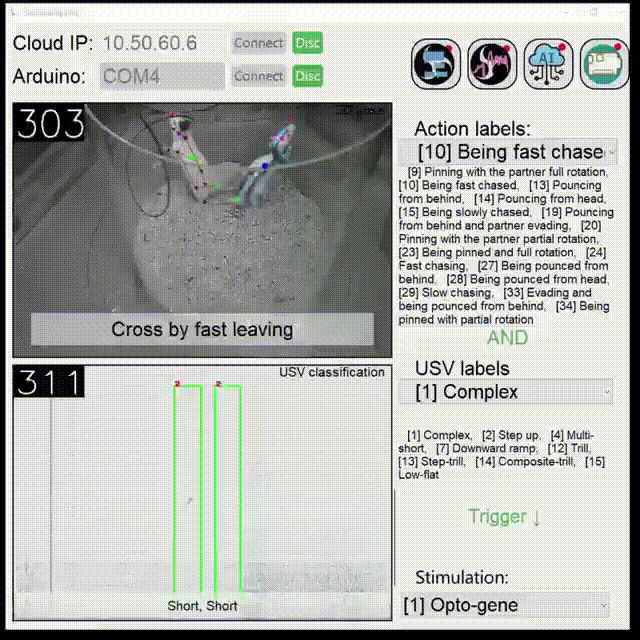 Cloud IP: 10.50.60.6 Connect Disc
Arduino: COM4 Connect Disc
AI
303
Cross by fast leaving
311
USV classification
2 2
Short, Short
Action labels:
[10] Being fast chase
[9] Pinning with the partner full rotation,
[10] Being fast chased, [13] Pouncing
from behind, [14] Pouncing from head,
[15] Being slowly chased, [19] Pouncing
from behind and partner evading, [20]
Pinning with the partner partial rotation,
[23] Being pinned and full rotation, [24]
Fast chasing, [27] Being pounced from
behind, [28] Being pounced from head,
[29] Slow chasing, [33] Evading and
being pounced from behind, [34] Being
pinned with partial rotation
AND
USV labels
[1] Complex
[1] Complex, [2] Step up, [4] Multi-
short, [7] Downward ramp, [12] Trill,
[13] Step-trill, [14] Composite-trill, [15]
Low-flat
Trigger ↓
Stimulation:
[1] Opto-gene